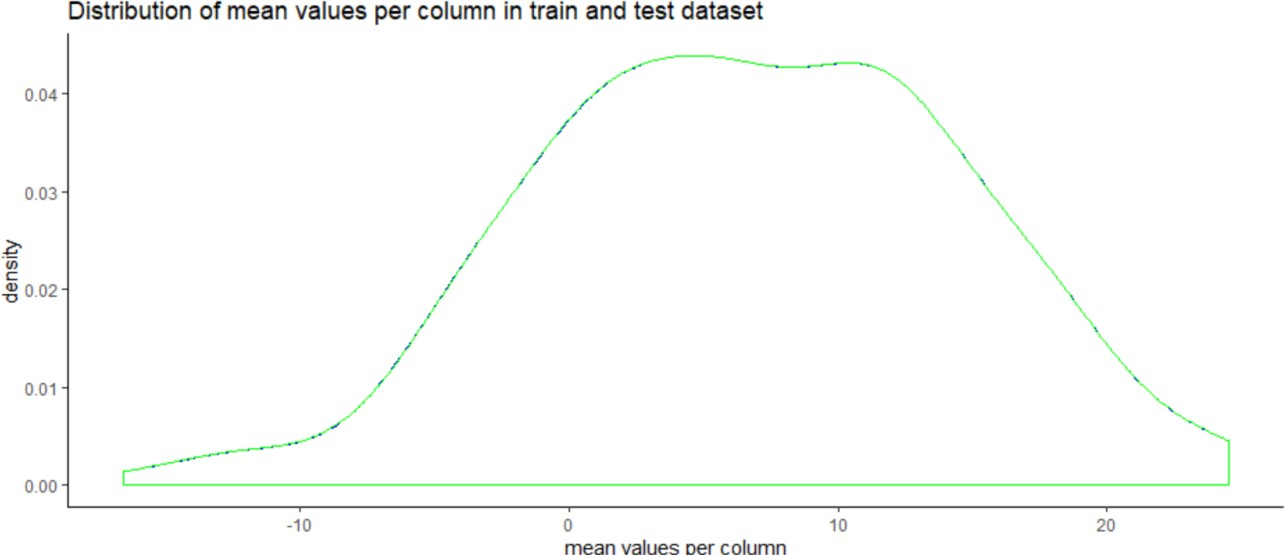 Distribution of mean values per column in train and test dataset
0.04
0.03
0.02
0.01
0.00
density
-10 0 10 20
mean values per column